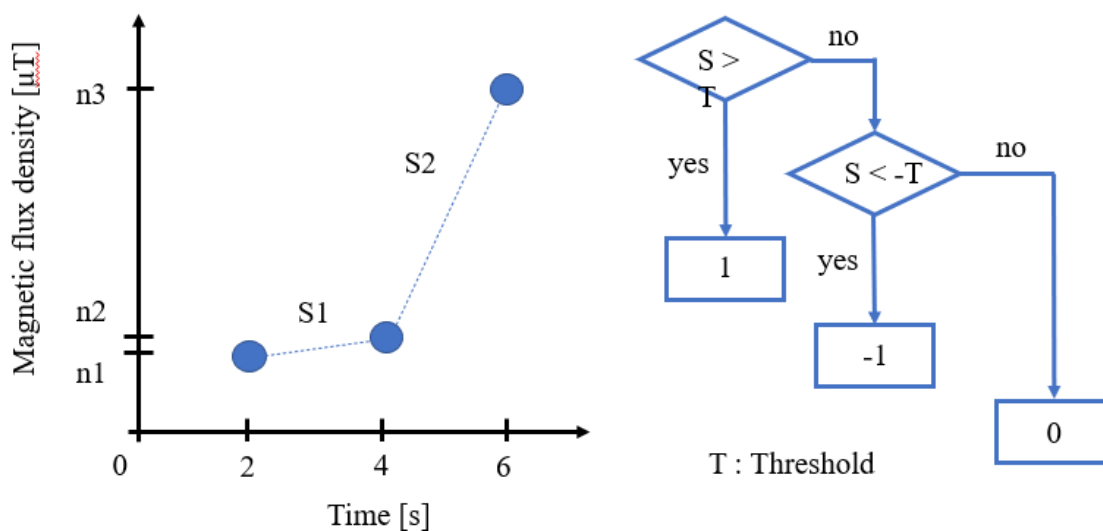 Magnetic flux density [μT]
n3
n2
n1
S2
S1
0
2
4
6
Time [s]
S >
T
no
yes
S < -T
no
1
yes
-1
0
T : Threshold